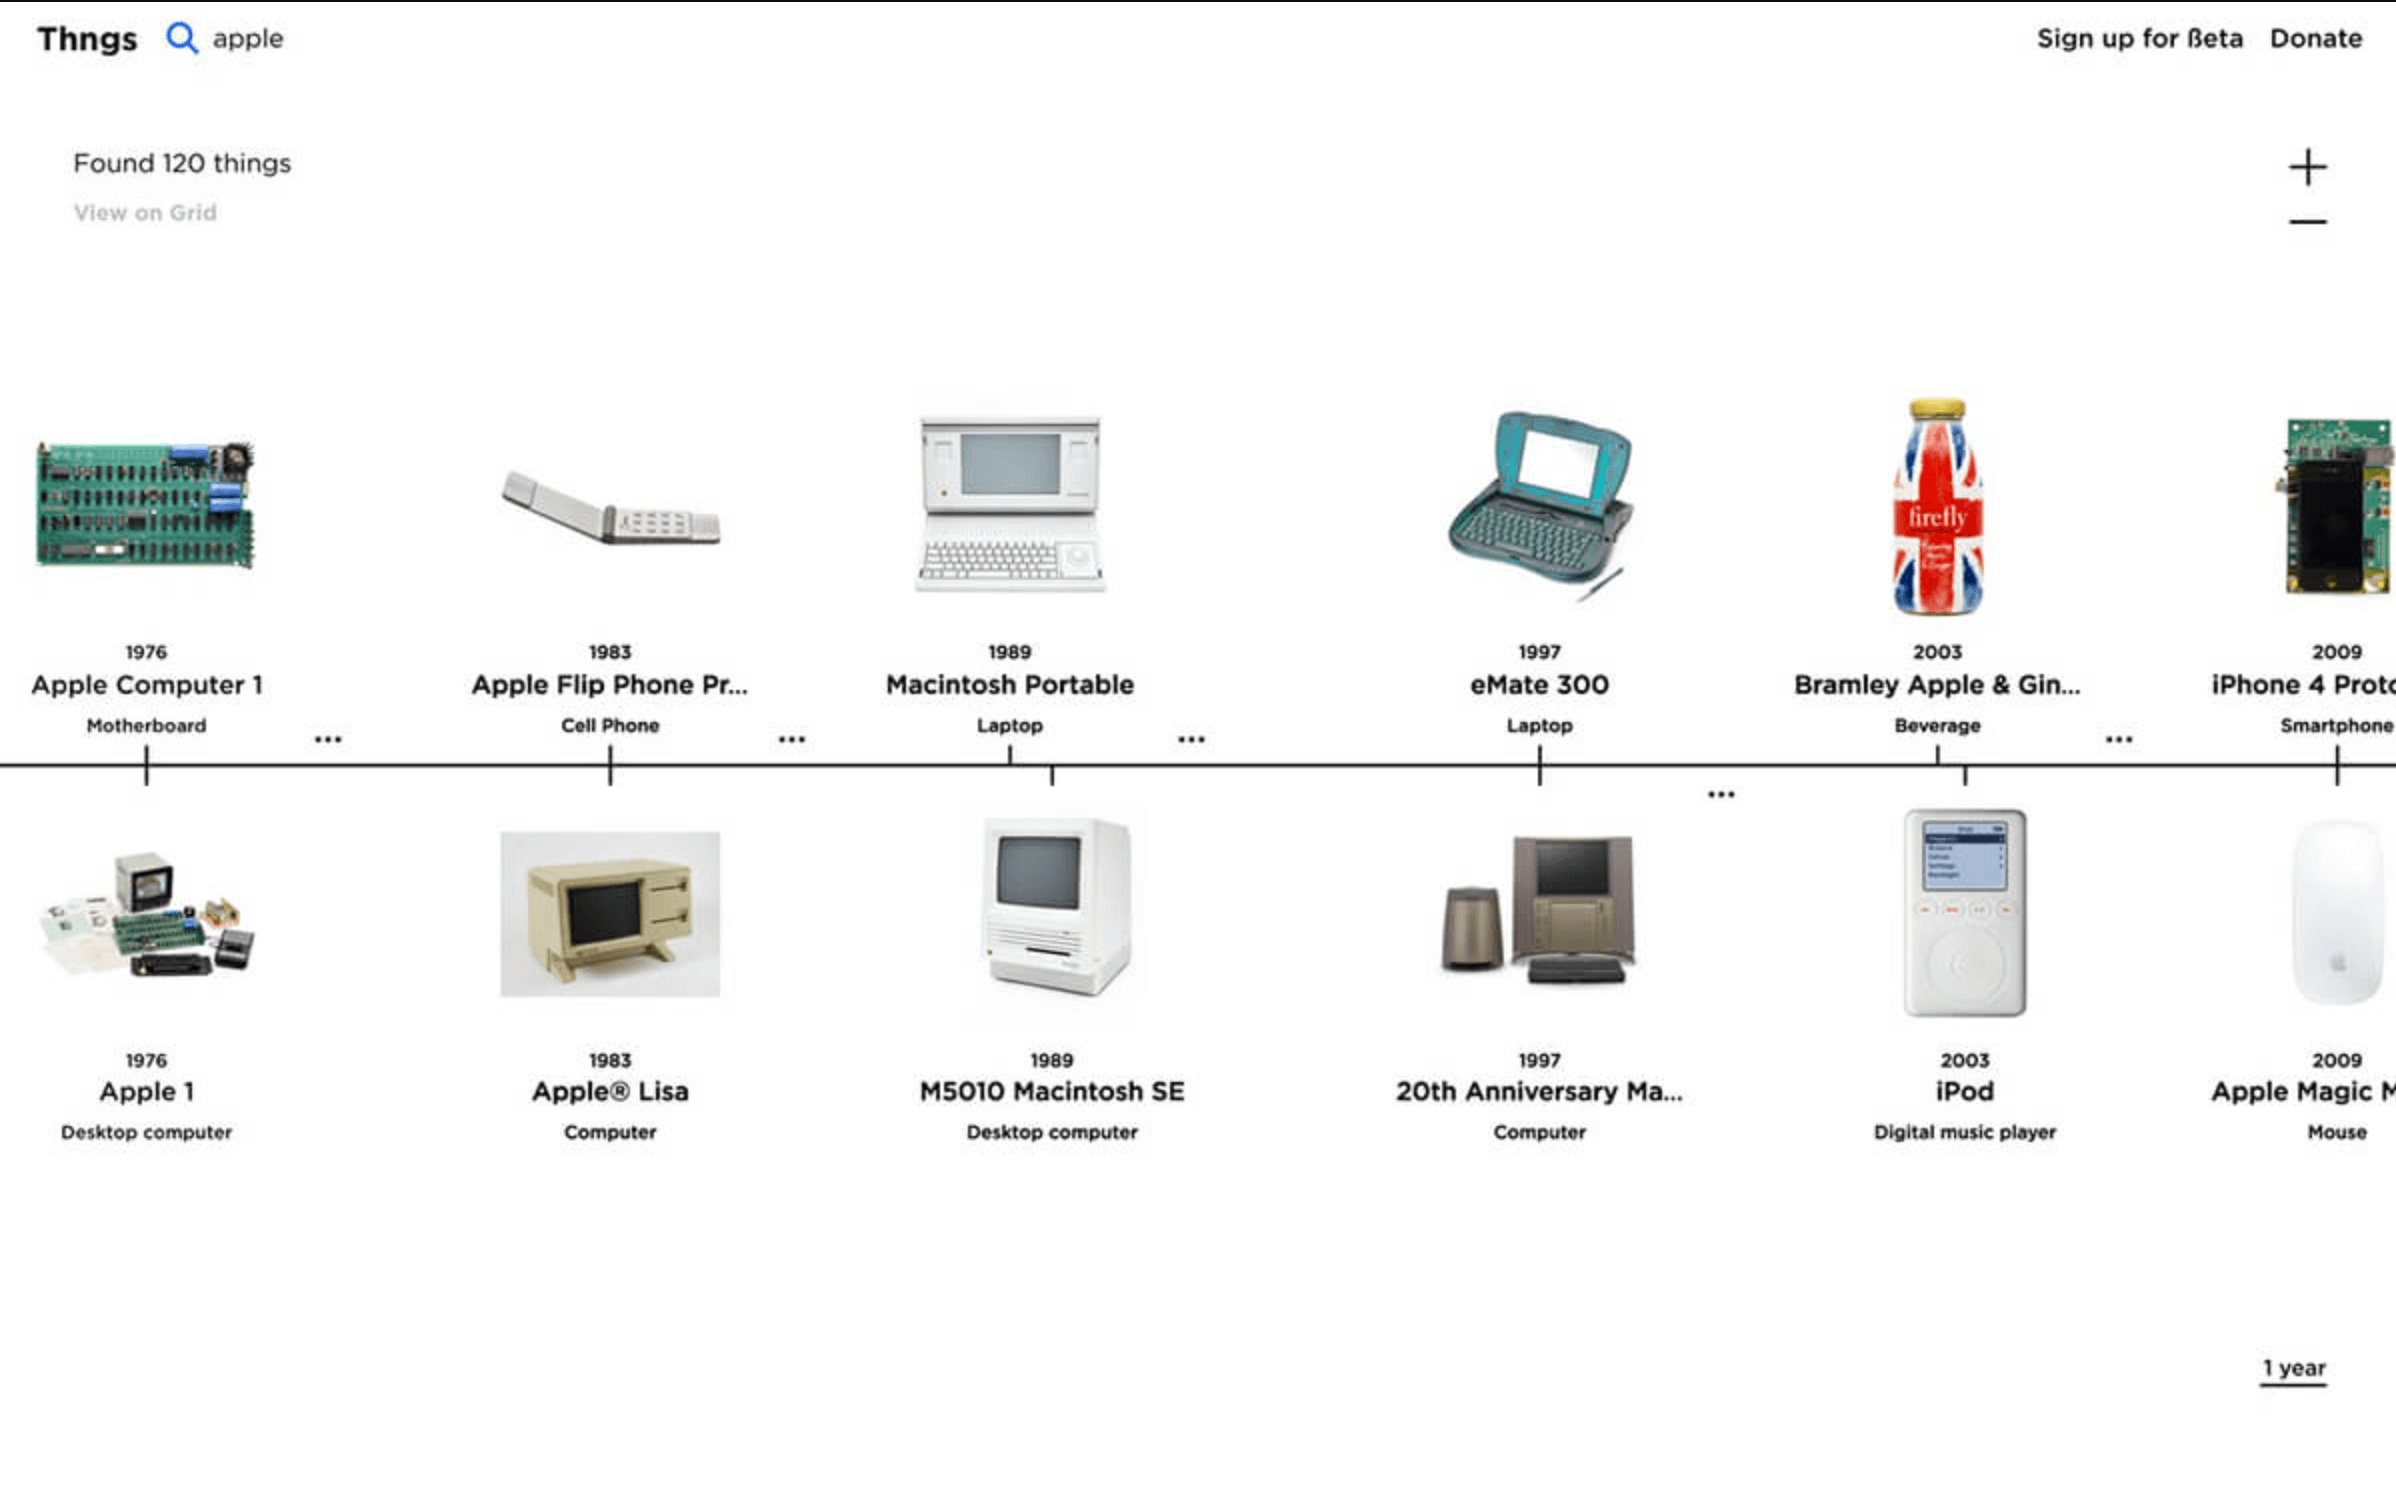 Thngs apple Sign up for ßeta Donate
Found 120 things
View on Grid
firefly
1976
Apple Computer 1
Motherboard
...
1983
Apple Flip Phone Pr...
Cell Phone
...
1989
Macintosh Portable
Laptop
...
1997
eMate 300
Laptop
2003
Bramley Apple & Gin...
Beverage
...
2009
iPhone 4 Proto
Smartphone
...
1976
Apple 1
Desktop computer
1983
Apple® Lisa
Computer
1989
M5010 Macintosh SE
Desktop computer
1997
20th Anniversary Ma...
Computer
2003
iPod
Digital music player
2009
Apple Magic M
Mouse
1 year